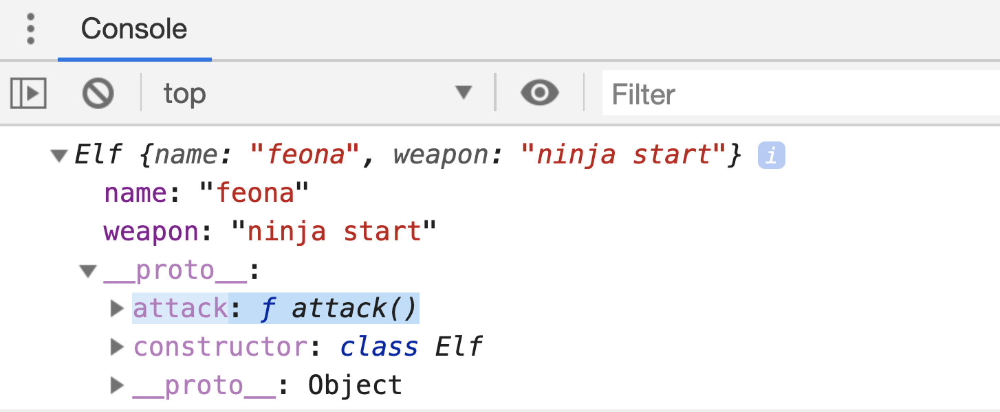 Console
top Filter
Elf {name: "feona", weapon: "ninja start"} i
name: "feona"
weapon: "ninja start"
__proto__:
attack: ƒ attack()
constructor: class Elf
__proto__: Object